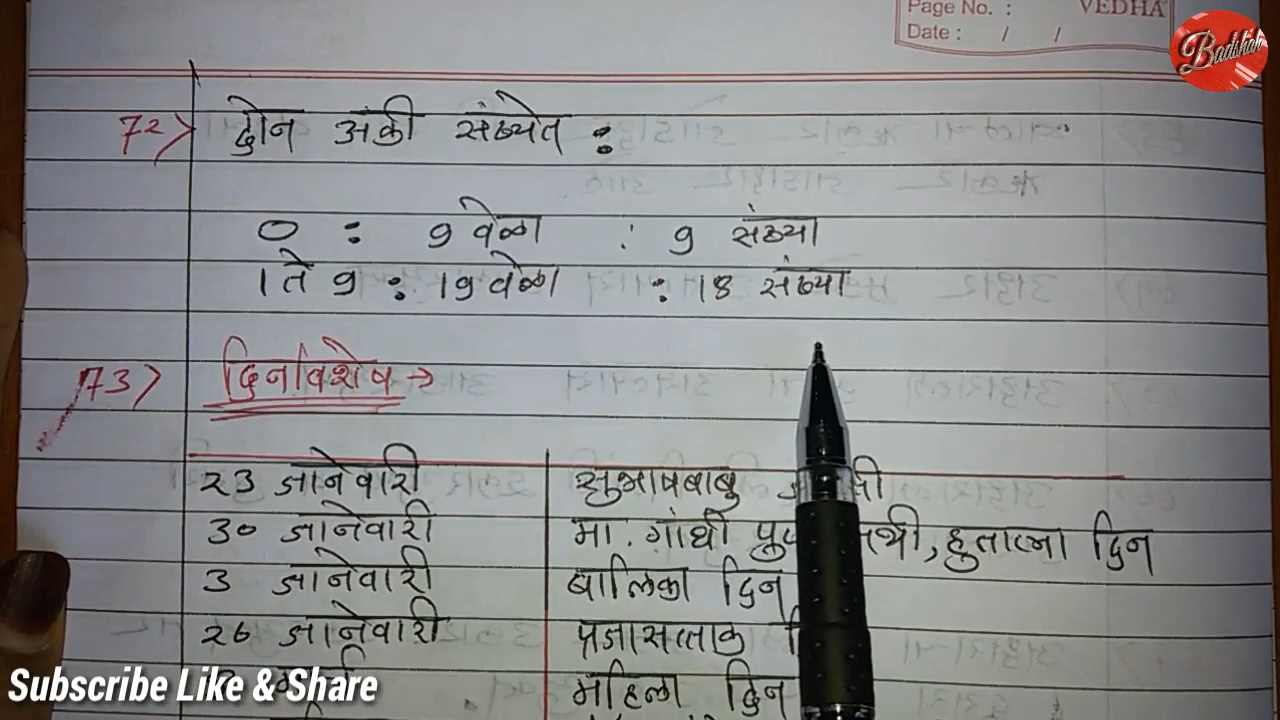 Page No. : VEDHA
Date : / /
Badshah
72> दोन अंकी संख्येत :
0 : 9 वेळा : 9 संख्या
1 ते 9 : 19 वेळा : 18 संख्या
73> दिनविशेष →
23 जानेवारी सुभाषबाबु
30 जानेवारी मा. गांधी हुतात्मा दिन
3 जानेवारी बालिका दिन
26 जानेवारी प्रजासत्ताक
महिला दिन
Subscribe Like & Share